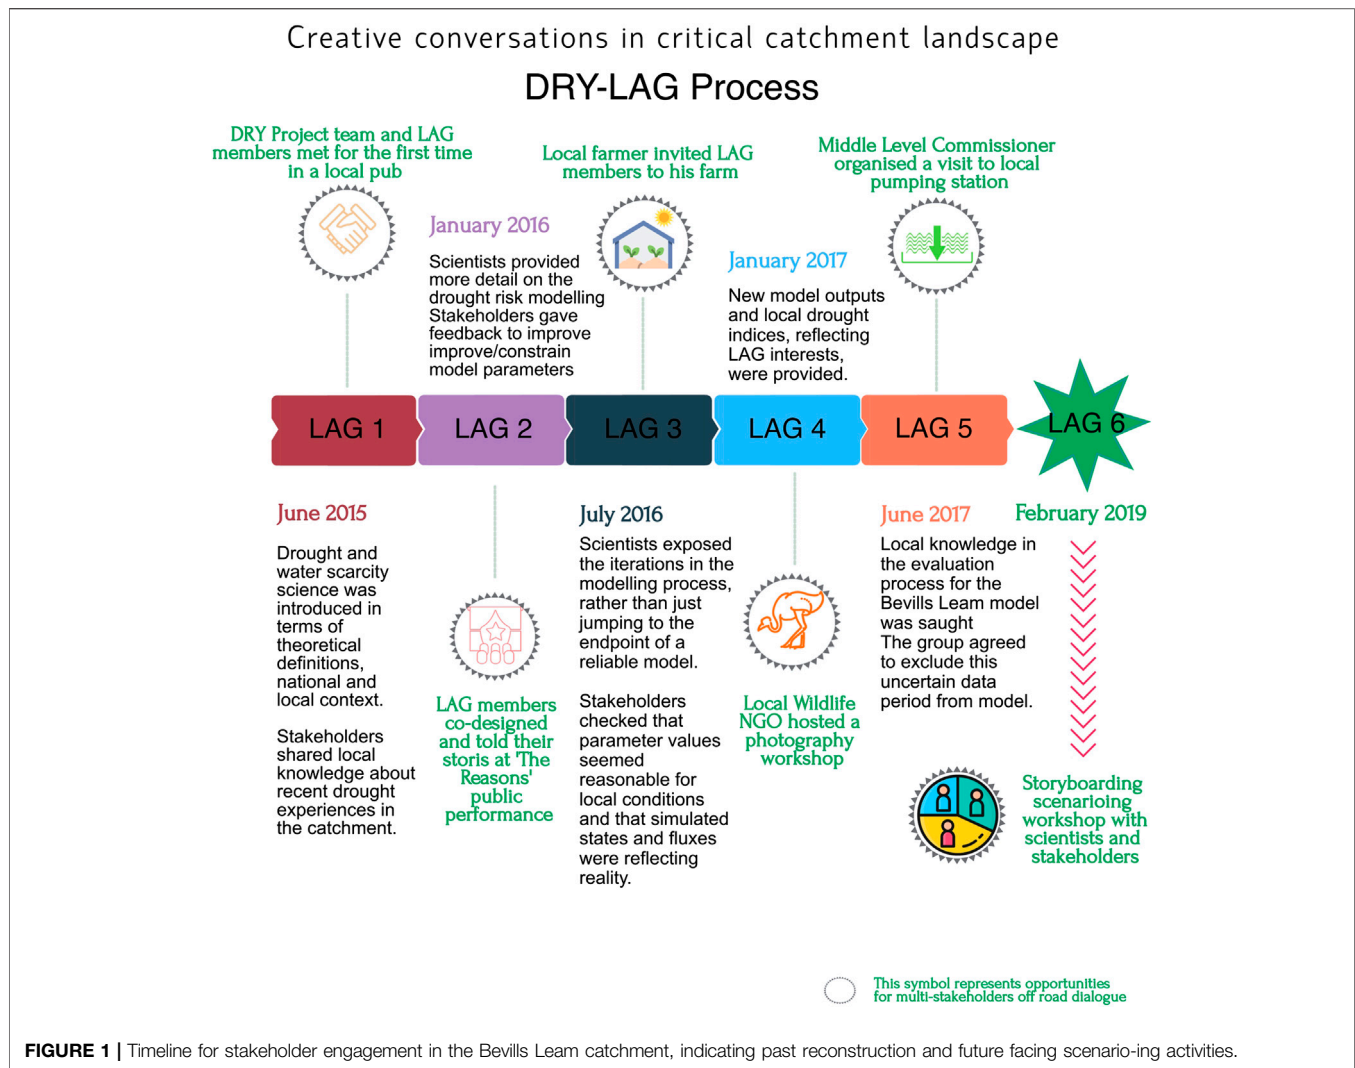 Creative conversations in critical catchment landscape
DRY-LAG Process
DRY Project team and LAG
members met for the first time
in a local pub
January 2016
Scientists provided
more detail on the
drought risk modelling
Stakeholders gave
feedback to improve
improve/constrain
model parameters
Local farmer invited LAG
members to his farm
January 2017
New model outputs
and local drought
indices, reflecting
LAG interests,
were provided.
Middle Level Commissioner
organised a visit to local
pumping station
LAG 1
LAG 2
LAG 3
LAG 4
LAG 5
LAG 6
June 2015
Drought and
water scarcity
science was
introduced in
terms of
theoretical
definitions,
national and
local context.
Stakeholders
shared local
knowledge about
recent drought
experiences in
the catchment.
LAG members
co-designed
and told their
storis at 'The
Reasons'
public
performance
July 2016
Scientists exposed
the iterations in the
modelling process,
rather than just
jumping to the
endpoint of a
reliable model.
Stakeholders
checked that
parameter values
seemed
reasonable for
local conditions
and that simulated
states and fluxes
were reflecting
reality.
Local Wildlife
NGO hosted a
photography
workshop
June 2017
Local knowledge in
the evaluation
process for the
Bevills Leam model
was saught
The group agreed
to exclude this
uncertain data
period from model.
February 2019
Storyboarding
scenarioing
workshop with
scientists and
stakeholders
This symbol represents opportunities
for multi-stakeholders off road dialogue
FIGURE 1 | Timeline for stakeholder engagement in the Bevills Leam catchment, indicating past reconstruction and future facing scenario-ing activities.